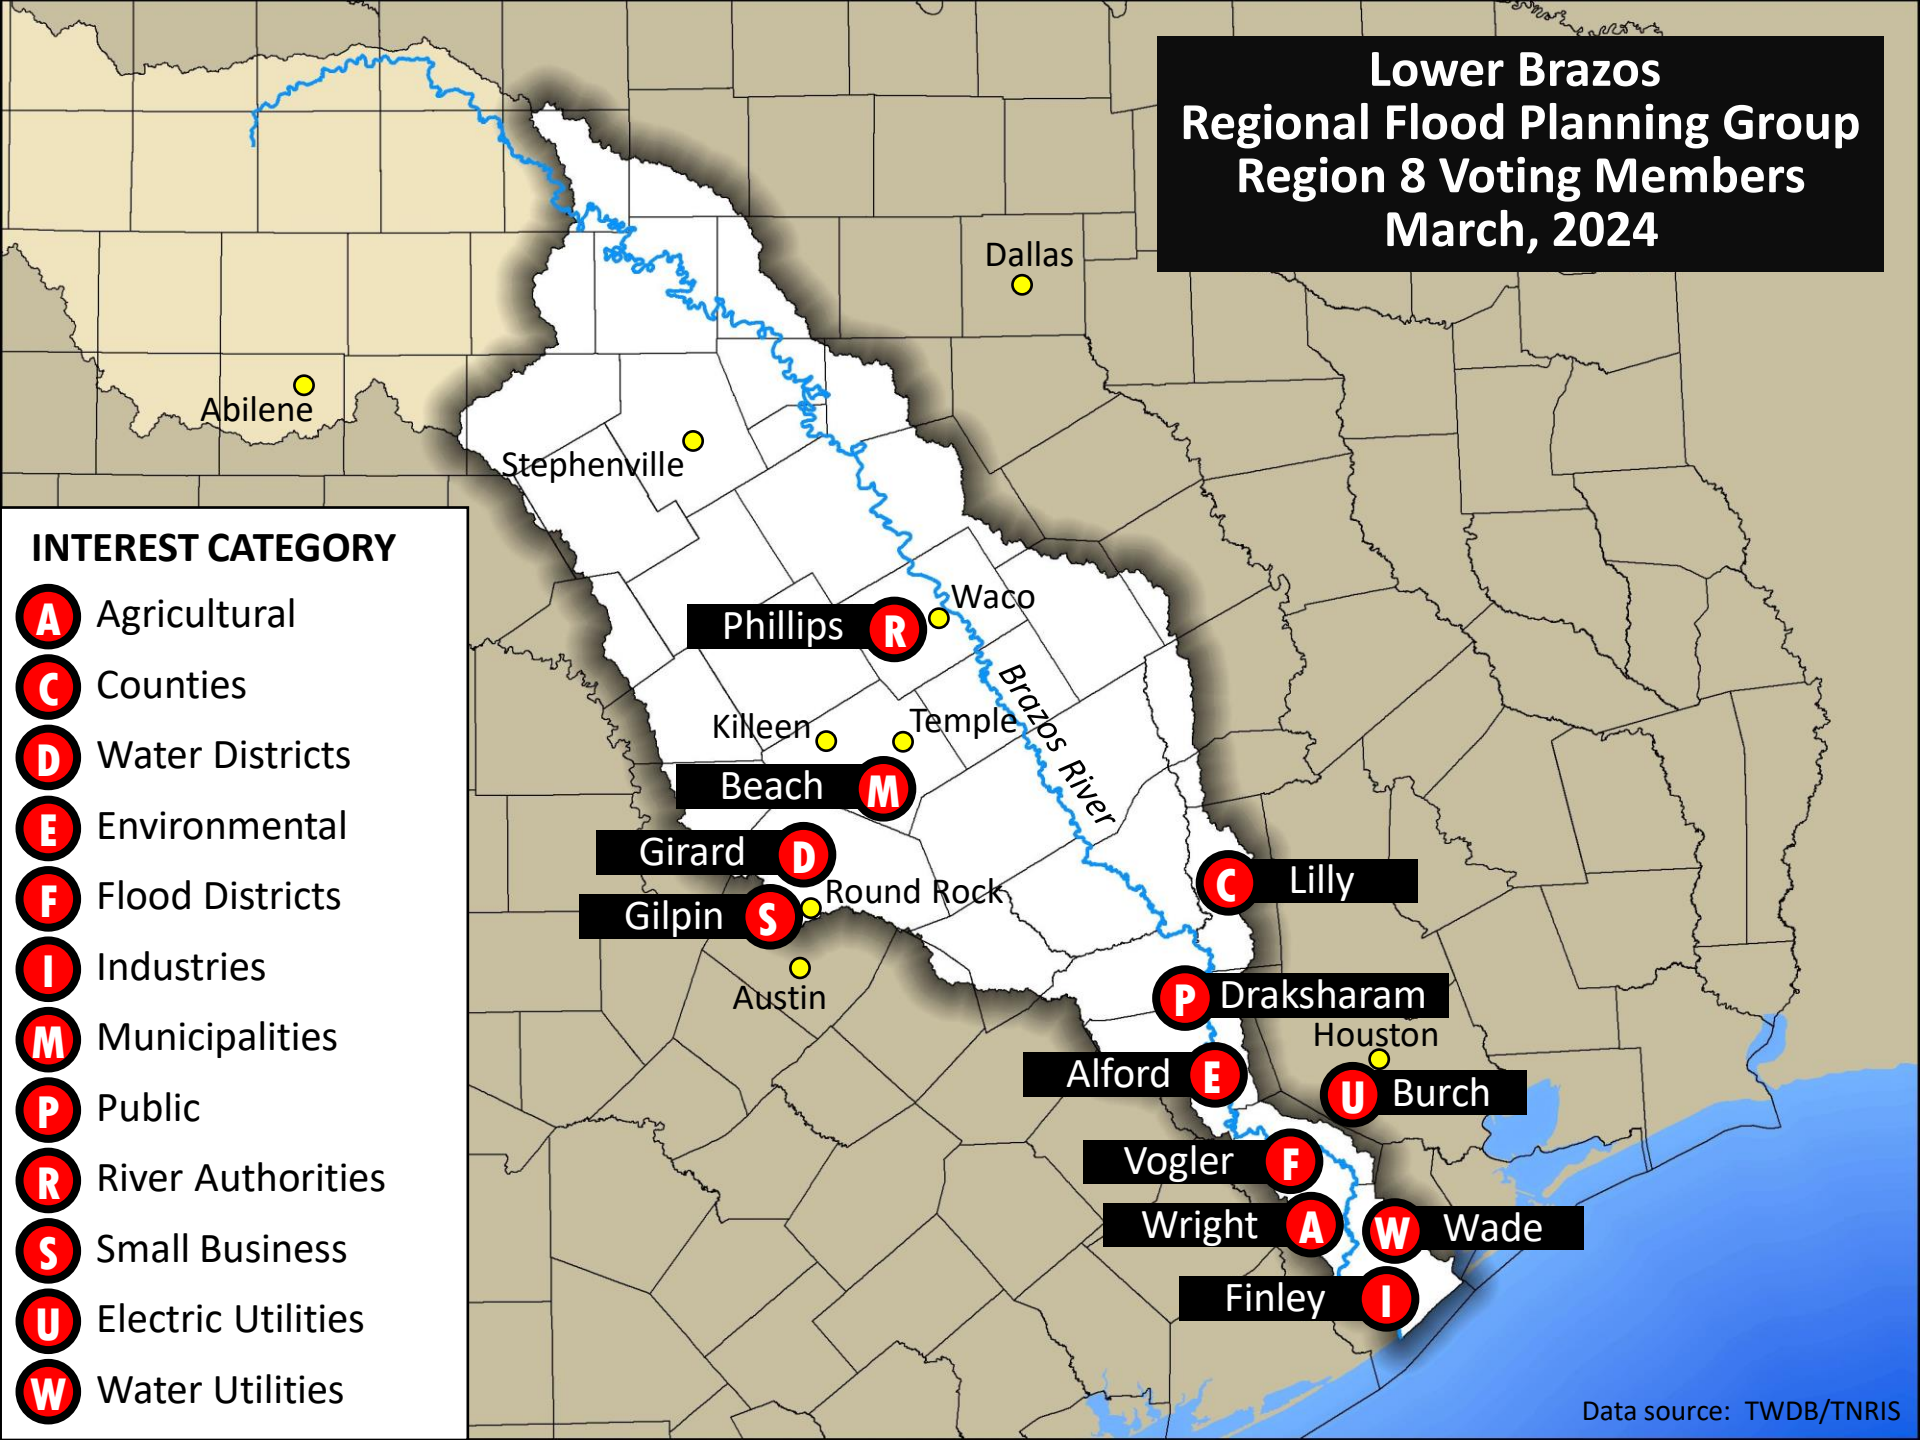 Lower Brazos
Regional Flood Planning Group
Region 8 Voting Members
March, 2024
Dallas
Abilene
Stephenville
INTEREST CATEGORY
A Agricultural
C Counties
D Water Districts
E Environmental
F Flood Districts
I Industries
M Municipalities
P Public
R River Authorities
S Small Business
U Electric Utilities
W Water Utilities
Waco
Phillips R
Brazos River
Killeen
Temple
Beach M
Girard D
C Lilly
Round Rock
Gilpin S
Austin
P Draksharam
Houston
Alford E
U Burch
Vogler F
Wright A
W Wade
Finley I
Data source: TWDB/TNRIS